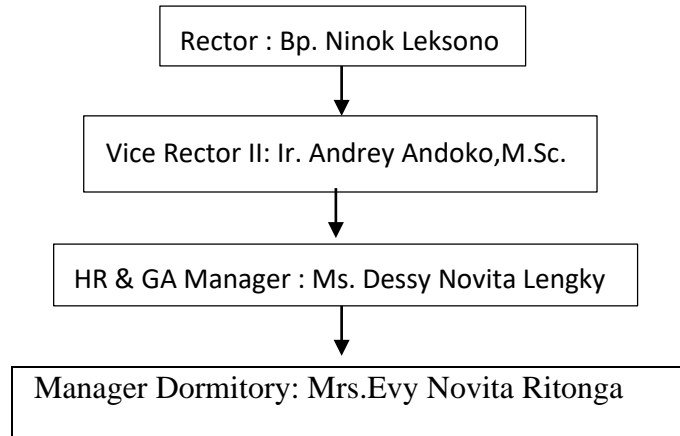 Rector : Bp. Ninok Leksono
Vice Rector II: Ir. Andrey Andoko,M.Sc.
HR & GA Manager : Ms. Dessy Novita Lengky
Manager Dormitory: Mrs.Evy Novita Ritonga